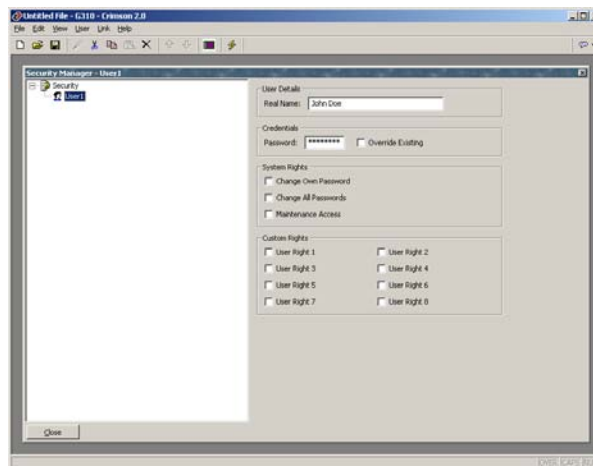 Untitled File - G310 - Crimson 2.0
File Edit View User Link Help
Security Manager - User1
Security
User1
User Details
Real Name: John Doe
Credentials
Password: ******** Override Existing
System Rights
Change Own Password
Change All Passwords
Maintenance Access
Custom Rights
User Right 1 User Right 2
User Right 3 User Right 4
User Right 5 User Right 6
User Right 7 User Right 8
Close